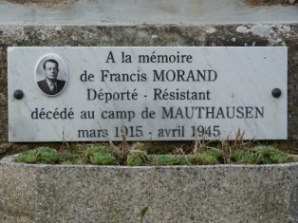 A la mémoire
de Francis MORAND
Déporté - Résistant
décédé au camp de MAUTHAUSEN
mars 1915 - avril 1945